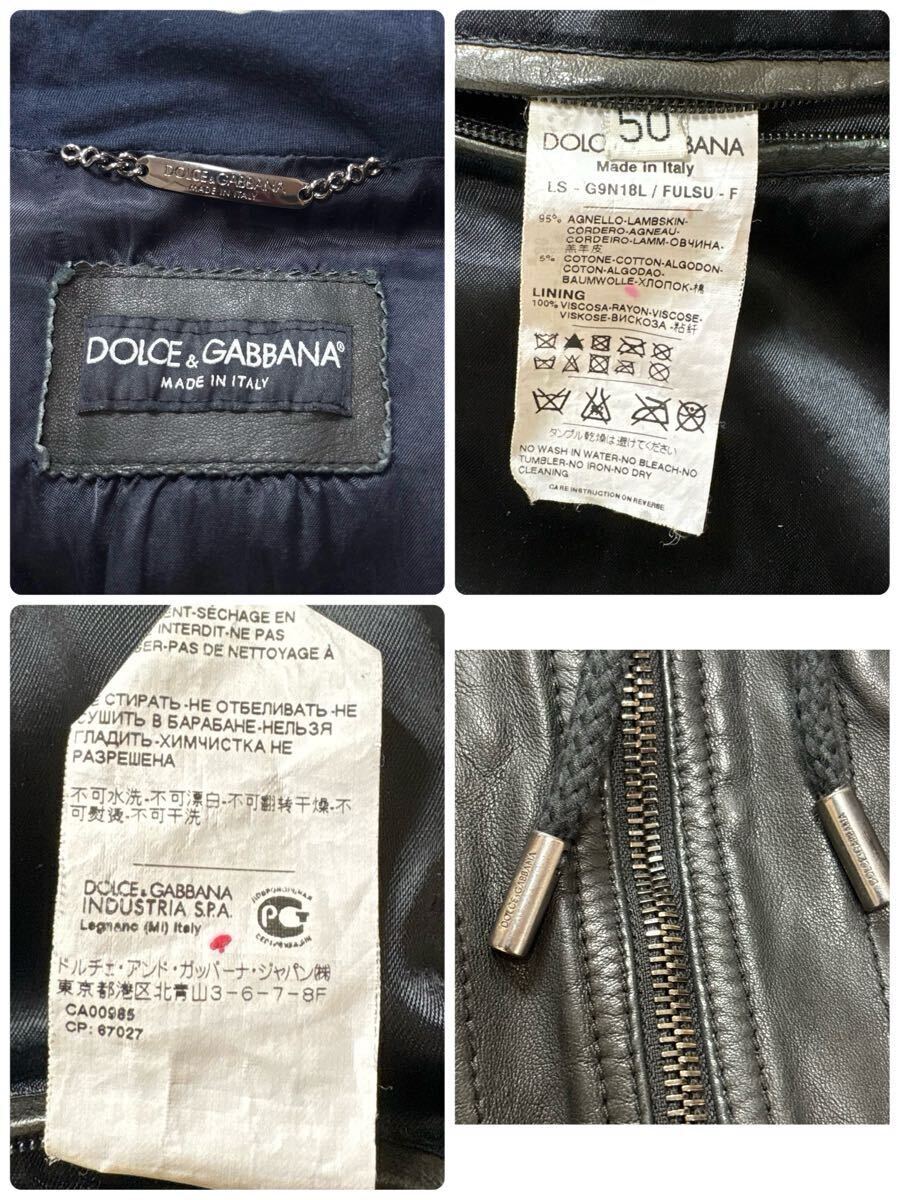 DOLCE & GABBANA
MADE IN ITALY
DOLCE & GABBANA®
MADE IN ITALY
50
DOLC BANA
Made in Italy
LS - G9N18L / FULSU - F
95% AGNELLO-LAMBSKIN-
CORDERO-AGNEAU-
CORDEIRO-LAMM-ОВЧИНА-
羔羊皮
5% COTONE-COTTON-ALGODON-
COTON-ALGODAO-
BAUMWOLLE-ХЛОПОК-棉
LINING
100% VISCOSA-RAYON-VISCOSE-
VISKOSE-ВИСКОЗА-粘纤
タンブル乾燥は避けてください
NO WASH IN WATER-NO BLEACH-NO
TUMBLER-NO IRON-NO DRY
CLEANING
CARE INSTRUCTION ON REVERSE
ENT-SÉCHAGE EN
INTERDIT-NE PAS
SER-PAS DE NETTOYAGE À
СТИРАТЬ-НЕ ОТБЕЛИВАТЬ-НЕ
СУШИТЬ В БАРАБАНЕ-НЕЛЬЗЯ
ГЛАДИТЬ-ХИМЧИСТКА НЕ
РАЗРЕШЕНА
不可水洗-不可漂白-不可翻转干燥-不
可熨烫-不可干洗
DOLCE & GABBANA
INDUSTRIA S.P.A.
Legnano (MI) Italy
РСТ
ドルチェ・アンド・ガッバーナ・ジャパン㈱
東京都港区北青山3-6-7-8F
CA00985
CP: 67027
DOLCE&GABBANA
DOLCE&GABBANA